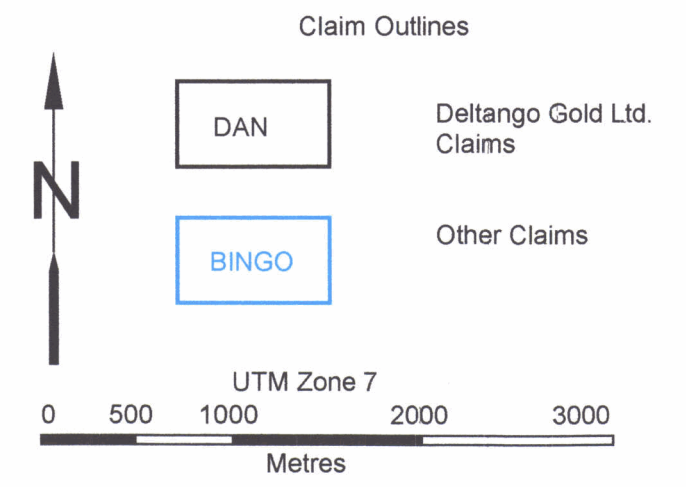 Claim Outlines
DAN
Deltango Gold Ltd.
Claims
N
BINGO
Other Claims
UTM Zone 7
0 500 1000 2000 3000
Metres